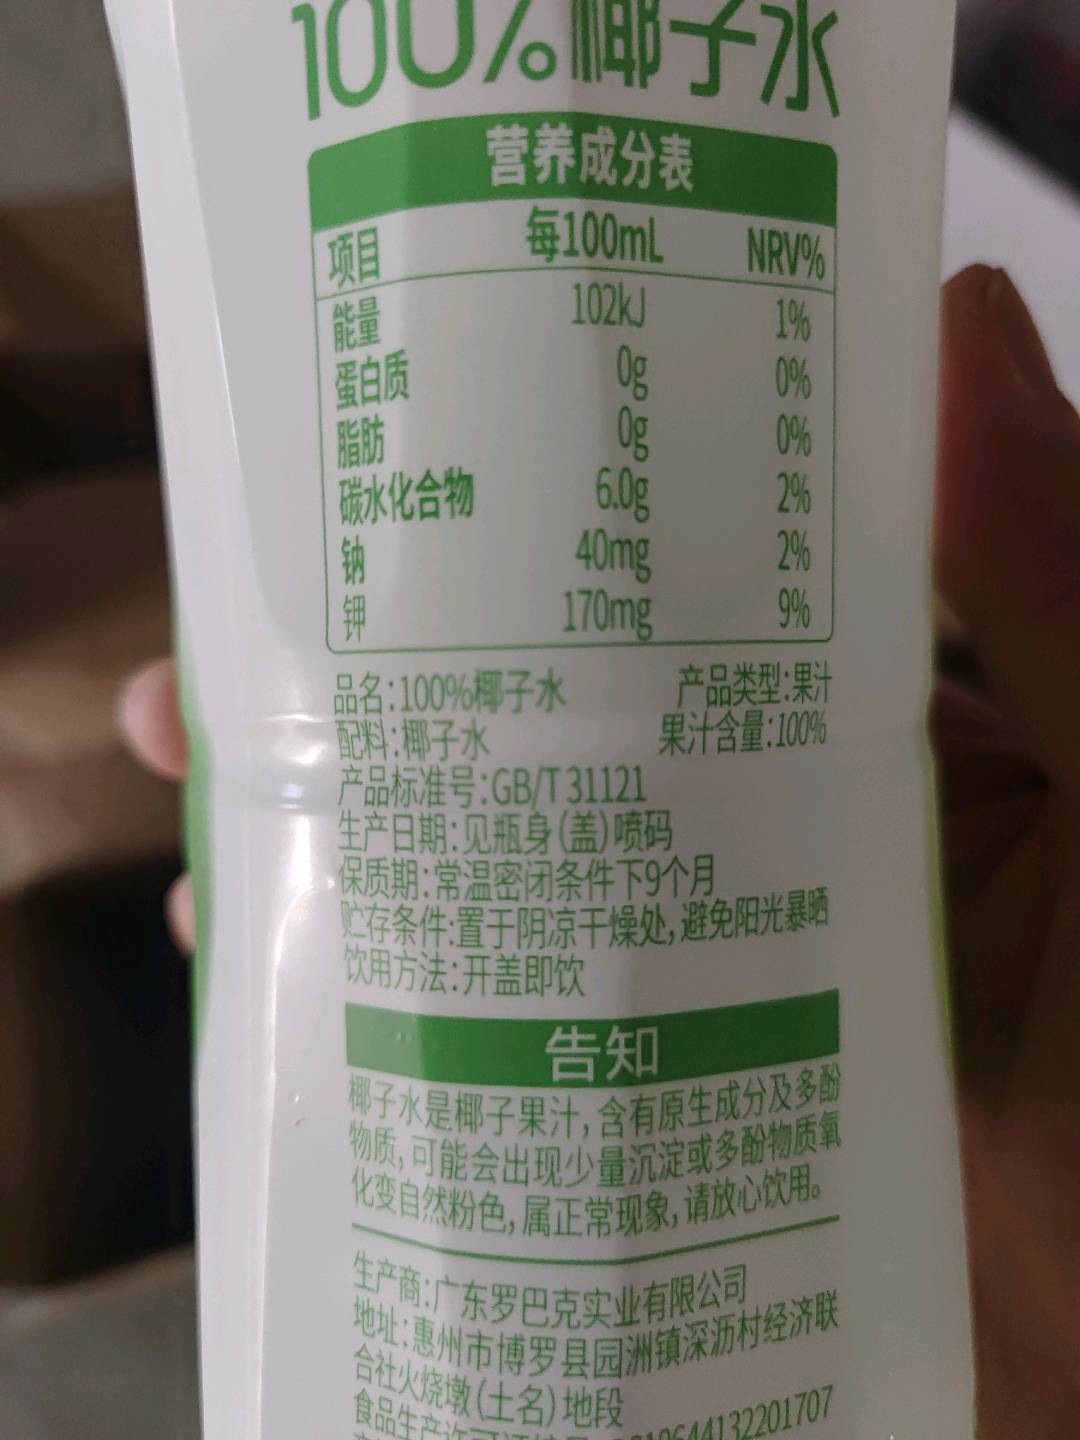 100%椰子水
营养成分表
项目 每100mL NRV%
能量 102kJ 1%
蛋白质 0g 0%
脂肪 0g 0%
碳水化合物 6.0g 2%
钠 40mg 2%
钾 170mg 9%
品名:100%椰子水 产品类型:果汁
配料:椰子水 果汁含量:100%
产品标准号:GB/T 31121
生产日期:见瓶身(盖)喷码
保质期:常温密闭条件下9个月
贮存条件:置于阴凉干燥处,避免阳光暴晒
饮用方法:开盖即饮
告知
椰子水是椰子果汁,含有原生成分及多酚
物质,可能会出现少量沉淀或多酚物质氧
化变自然粉色,属正常现象,请放心饮用。
生产商:广东罗巴克实业有限公司
地址:惠州市博罗县园洲镇深沥村经济联
合社火烧墩(土名)地段
食品生产许可